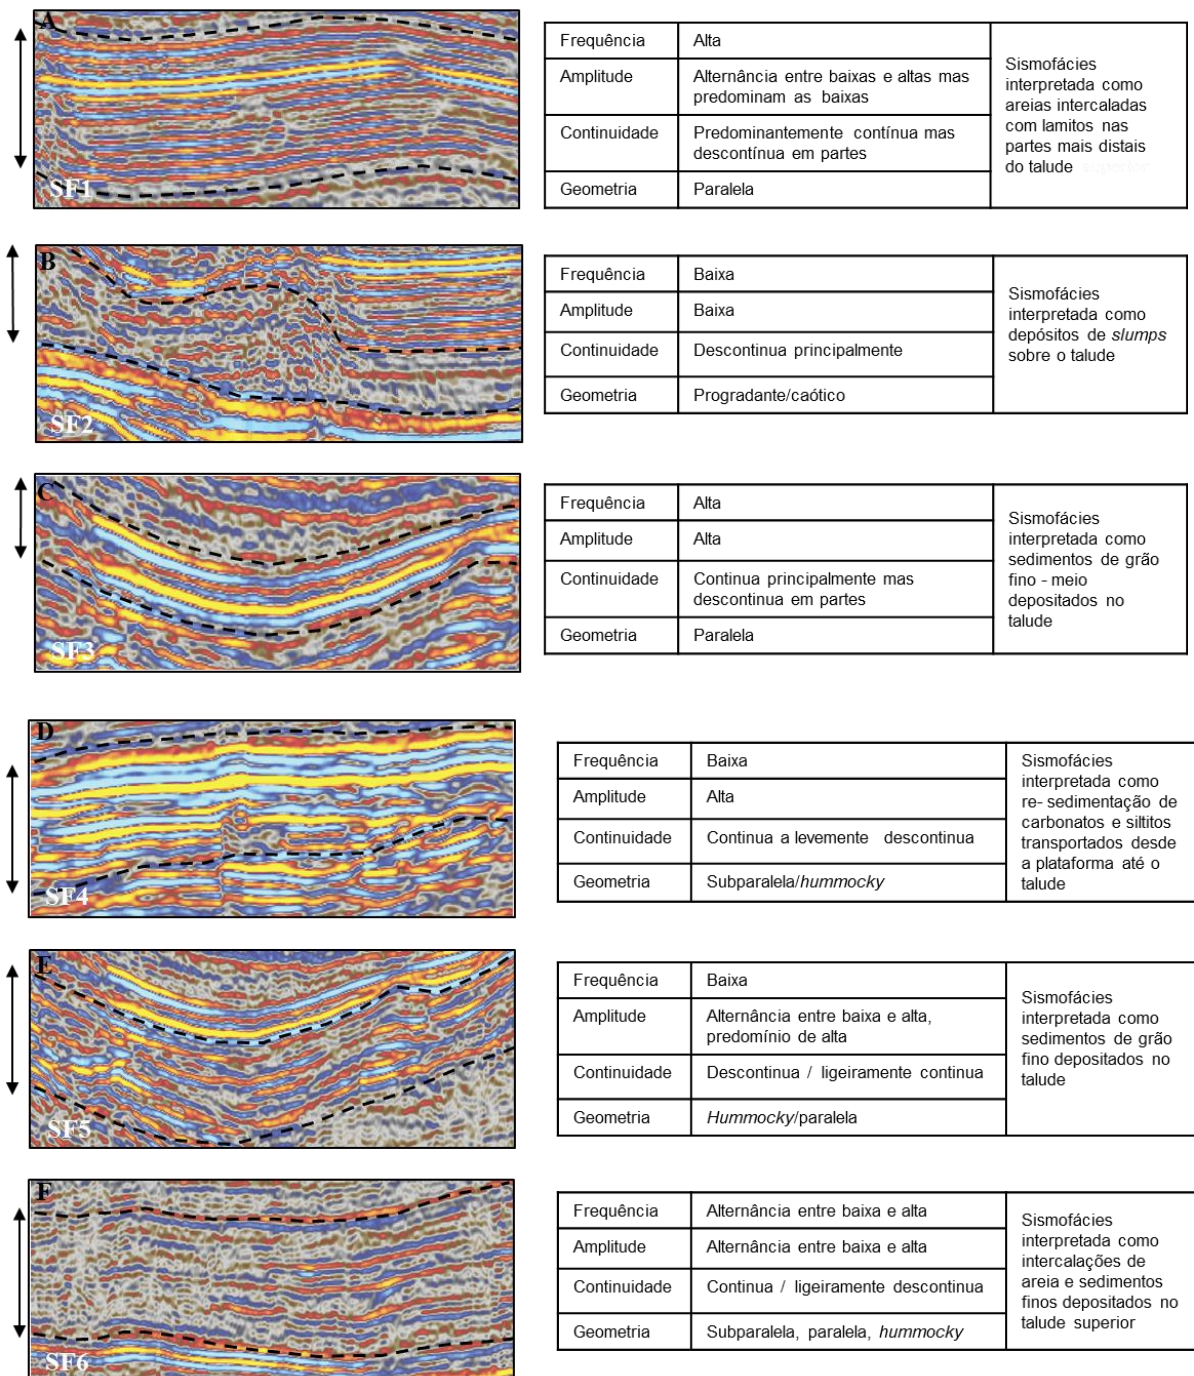 A
SF1
Frequência Alta
Amplitude Alternância entre baixas e altas mas
predominam as baixas
Continuidade Predominantemente contínua mas
descontínua em partes
Geometria Paralela
Sismofácies
interpretada como
areias intercaladas
com lamitos nas
partes mais distais
do talude
B
SF2
Frequência Baixa
Amplitude Baixa
Continuidade Descontinua principalmente
Geometria Progradante/caótico
Sismofácies
interpretada como
depósitos de slumps
sobre o talude
C
SF3
Frequência Alta
Amplitude Alta
Continuidade Continua principalmente mas
descontinua em partes
Geometria Paralela
Sismofácies
interpretada como
sedimentos de grão
fino - meio
depositados no
talude
D
SF4
Frequência Baixa
Amplitude Alta
Continuidade Continua a levemente descontinua
Geometria Subparalela/hummocky
Sismofácies
interpretada como
re- sedimentação de
carbonatos e siltitos
transportados desde
a plataforma até o
talude
E
SF5
Frequência Baixa
Amplitude Alternância entre baixa e alta,
predomínio de alta
Continuidade Descontinua / ligeiramente continua
Geometria Hummocky/paralela
Sismofácies
interpretada como
sedimentos de grão
fino depositados no
talude
F
SF6
Frequência Alternância entre baixa e alta
Amplitude Alternância entre baixa e alta
Continuidade Continua / ligeiramente descontinua
Geometria Subparalela, paralela, hummocky
Sismofácies
interpretada como
intercalações de
areia e sedimentos
finos depositados no
talude superior